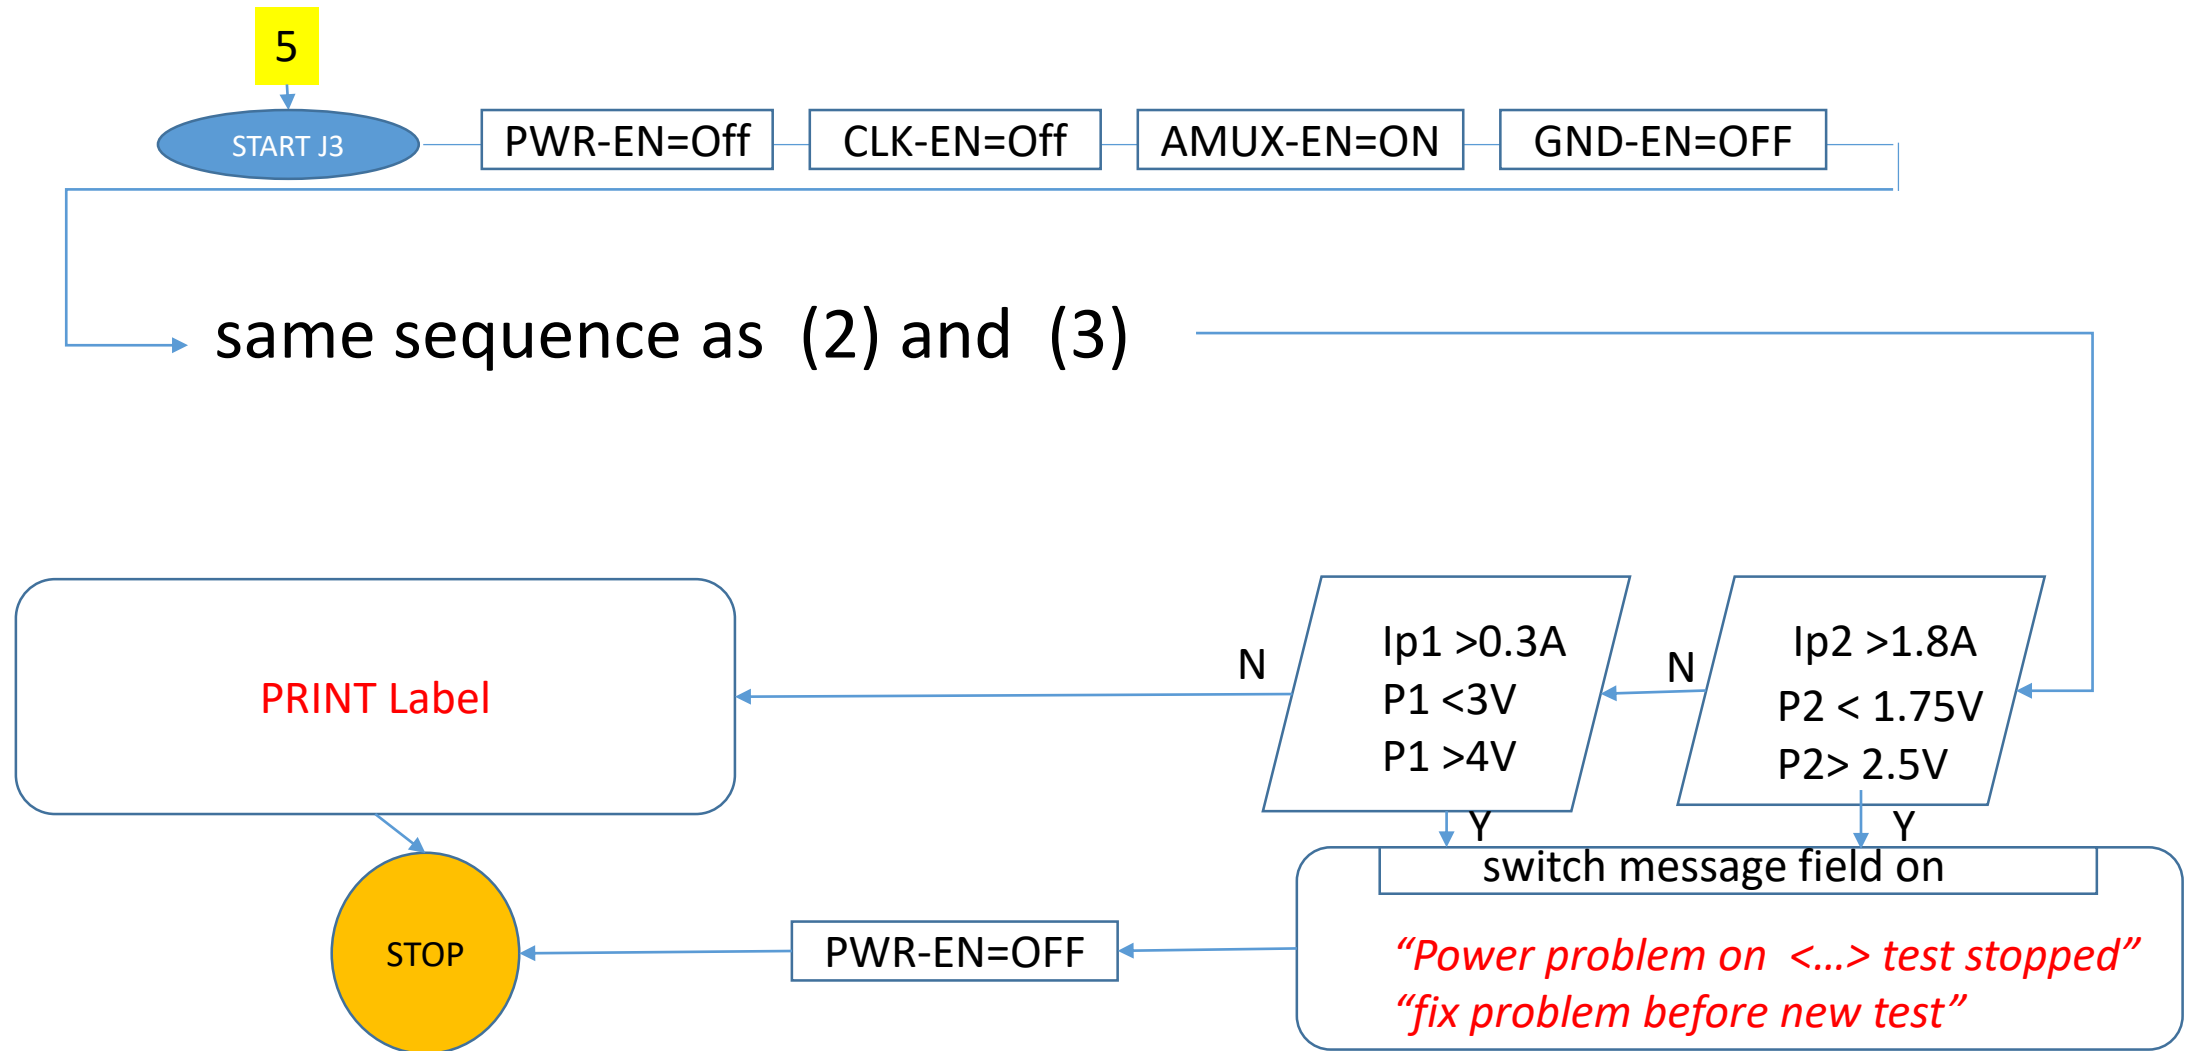 5
START J3
PWR-EN=Off
CLK-EN=Off
AMUX-EN=ON
GND-EN=OFF
same sequence as (2) and (3)
Ip2 >1.8A
P2 < 1.75V
P2> 2.5V
N
Y
Ip1 >0.3A
P1 <3V
P1 >4V
N
Y
PRINT Label
switch message field on
“Power problem on <...> test stopped”
“fix problem before new test”
PWR-EN=OFF
STOP